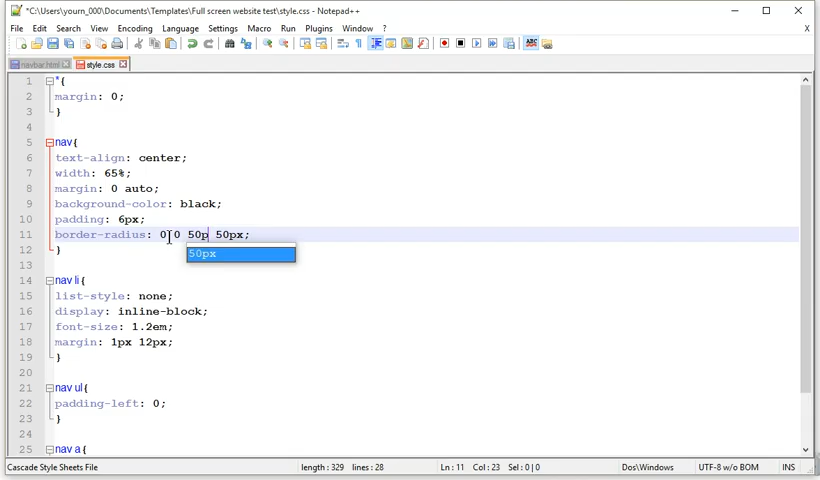 *C:\Users\yourn_000\Documents\Templates\Full screen website test\style.css - Notepad++
File Edit Search View Encoding Language Settings Macro Run Plugins Window ? X
navbar.html style.css
1 *{
2 margin: 0;
3 }
4
5 nav{
6 text-align: center;
7 width: 65%;
8 margin: 0 auto;
9 background-color: black;
10 padding: 6px;
11 border-radius: 0 0 50p 50px;
50px
12 }
13
14 nav li{
15 list-style: none;
16 display: inline-block;
17 font-size: 1.2em;
18 margin: 1px 12px;
19 }
20
21 nav ul{
22 padding-left: 0;
23 }
24
25 nav a{
Cascade Style Sheets File length : 329 lines : 28 Ln : 11 Col : 23 Sel : 0 | 0 Dos\Windows UTF-8 w/o BOM INS